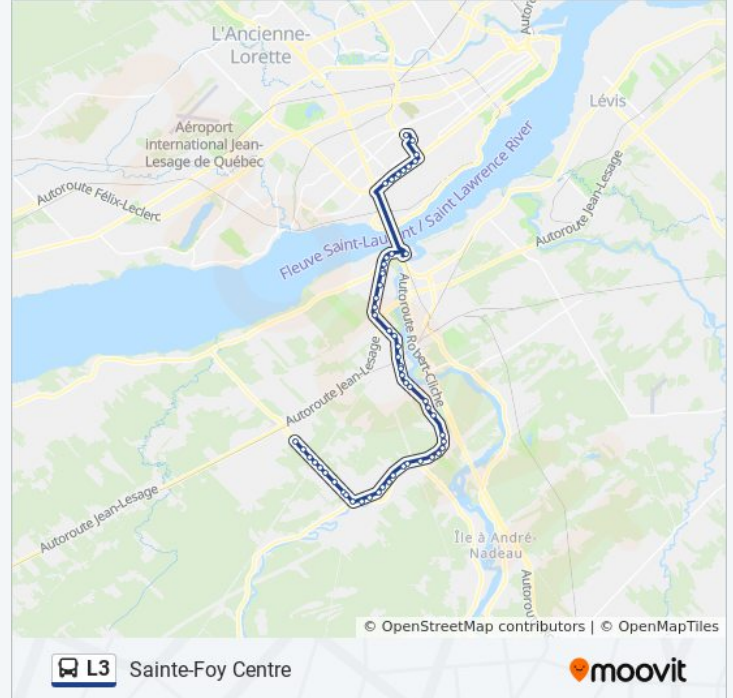 L'Ancienne-
Lorette
Lévis
Aéroport
international Jean-
Lesage de Québec
Autoroute Félix-Leclerc
Fleuve Saint-Laurent / Saint Lawrence River
Autoroute Jean-Lesage
Autoroute Robert-Cliche
Autoroute Jean-Lesage
Autoroute Jean-Lesage
Île à André-
Nadeau
© OpenStreetMap contributors | © OpenMapTiles
L3 Sainte-Foy Centre
moovit